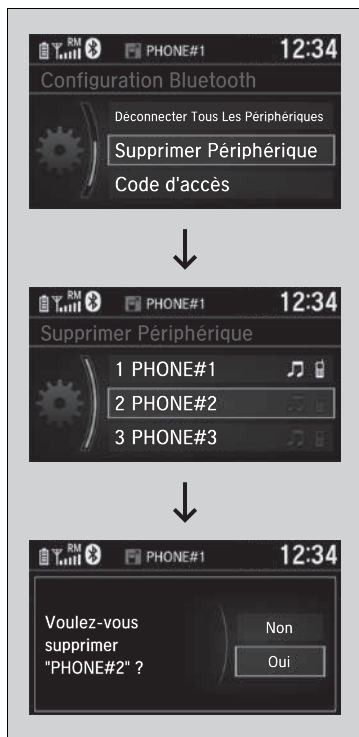 RM PHONE#1 12:34
Configuration Bluetooth
Déconnecter Tous Les Périphériques
Supprimer Périphérique
Code d'accès
RM PHONE#1 12:34
Supprimer Périphérique
1 PHONE#1
2 PHONE#2
3 PHONE#3
RM PHONE#1 12:34
Voulez-vous
supprimer
"PHONE#2" ?
Non
Oui